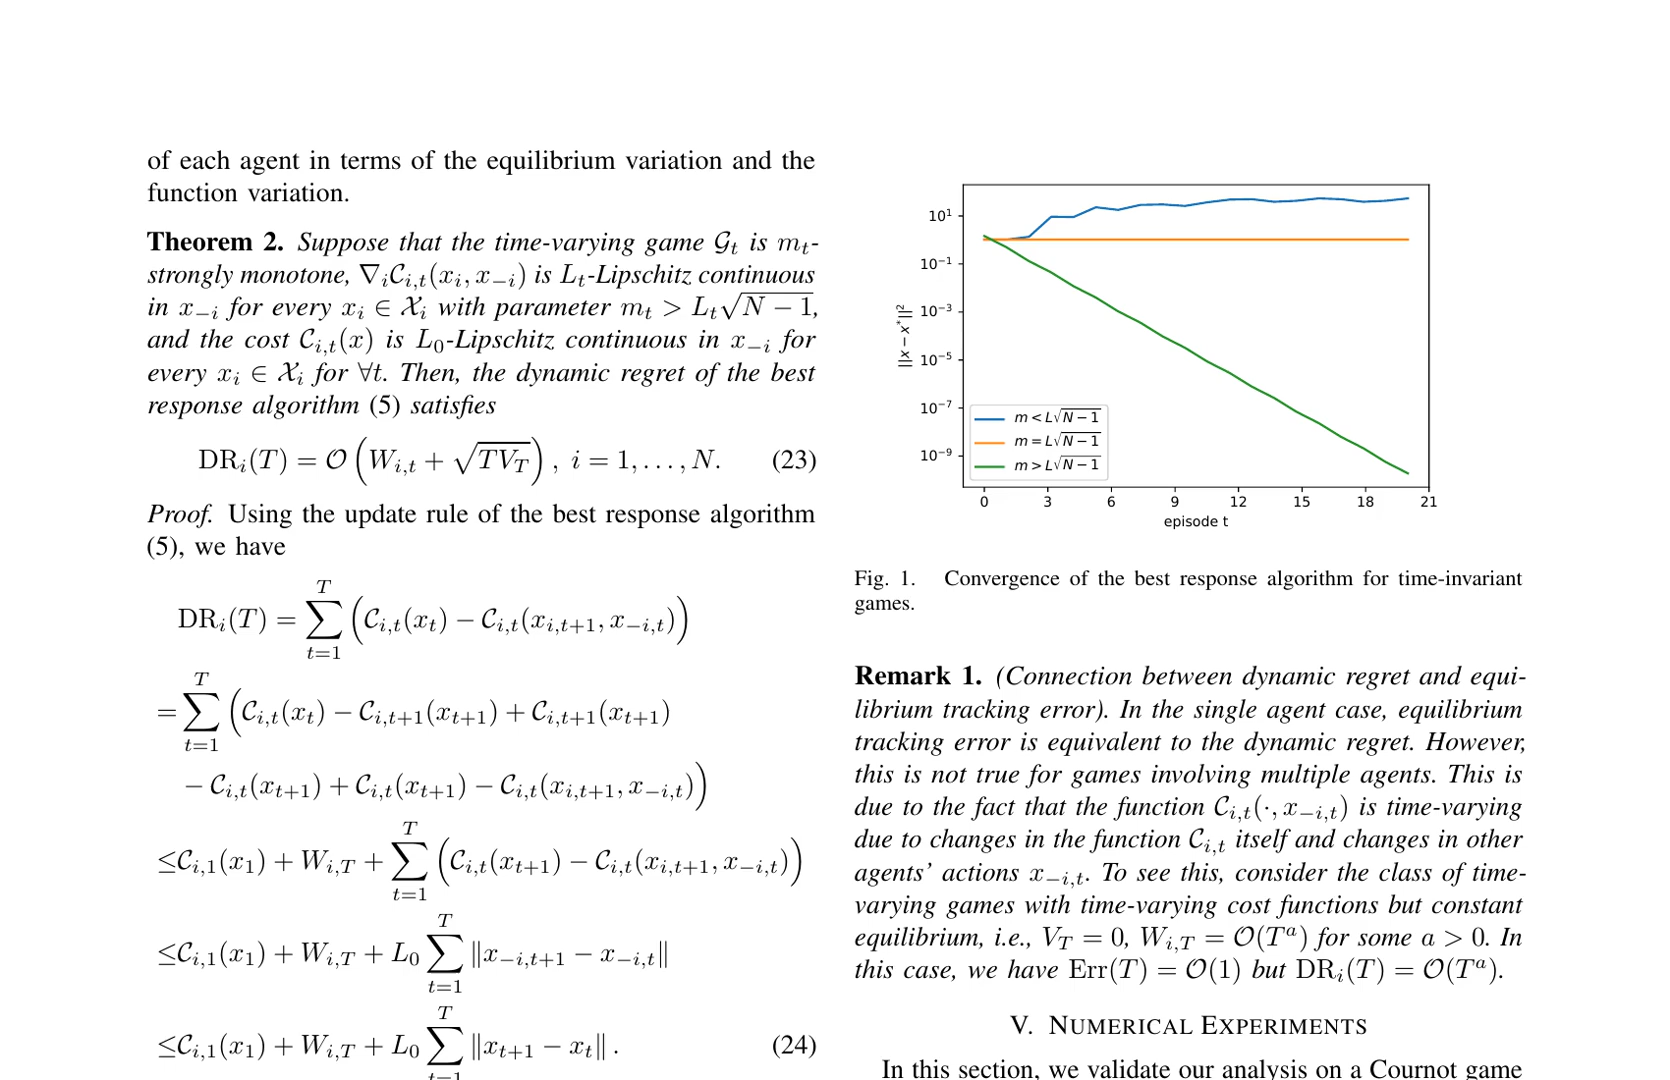 of each agent in terms of the equilibrium variation and the
function variation.
Theorem 2. Suppose that the time-varying game 𝒢_t is m_t-
strongly monotone, ∇_i𝒞_{i,t}(x_i, x_{−i}) is L_t-Lipschitz continuous
in x_{−i} for every x_i ∈ 𝒳_i with parameter m_t > L_t√(N − 1),
and the cost 𝒞_{i,t}(x) is L_0-Lipschitz continuous in x_{−i} for
every x_i ∈ 𝒳_i for ∀t. Then, the dynamic regret of the best
response algorithm (5) satisfies
DR_i(T) = 𝒪(W_{i,t} + √(TV_T)), i = 1, . . . , N. (23)
Proof. Using the update rule of the best response algorithm
(5), we have
DR_i(T) = ∑_{t=1}^{T} (𝒞_{i,t}(x_t) − 𝒞_{i,t}(x_{i,t+1}, x_{−i,t}))
= ∑_{t=1}^{T} (𝒞_{i,t}(x_t) − 𝒞_{i,t+1}(x_{t+1}) + 𝒞_{i,t+1}(x_{t+1})
− 𝒞_{i,t}(x_{t+1}) + 𝒞_{i,t}(x_{t+1}) − 𝒞_{i,t}(x_{i,t+1}, x_{−i,t}))
≤ 𝒞_{i,1}(x_1) + W_{i,T} + ∑_{t=1}^{T} (𝒞_{i,t}(x_{t+1}) − 𝒞_{i,t}(x_{i,t+1}, x_{−i,t}))
≤ 𝒞_{i,1}(x_1) + W_{i,T} + L_0 ∑_{t=1}^{T} ‖x_{−i,t+1} − x_{−i,t}‖
≤ 𝒞_{i,1}(x_1) + W_{i,T} + L_0 ∑_{t=1}^{T} ‖x_{t+1} − x_t‖ . (24)
||x − x*||²
10^1
10^−1
10^−3
10^−5
10^−7
10^−9
m < L√(N − 1)
m = L√(N − 1)
m > L√(N − 1)
0 3 6 9 12 15 18 21
episode t
Fig. 1. Convergence of the best response algorithm for time-invariant
games.
Remark 1. (Connection between dynamic regret and equi-
librium tracking error). In the single agent case, equilibrium
tracking error is equivalent to the dynamic regret. However,
this is not true for games involving multiple agents. This is
due to the fact that the function 𝒞_{i,t}(·, x_{−i,t}) is time-varying
due to changes in the function 𝒞_{i,t} itself and changes in other
agents' actions x_{−i,t}. To see this, consider the class of time-
varying games with time-varying cost functions but constant
equilibrium, i.e., V_T = 0, W_{i,T} = 𝒪(T^a) for some a > 0. In
this case, we have Err(T) = 𝒪(1) but DR_i(T) = 𝒪(T^a).
V. NUMERICAL EXPERIMENTS
In this section, we validate our analysis on a Cournot game